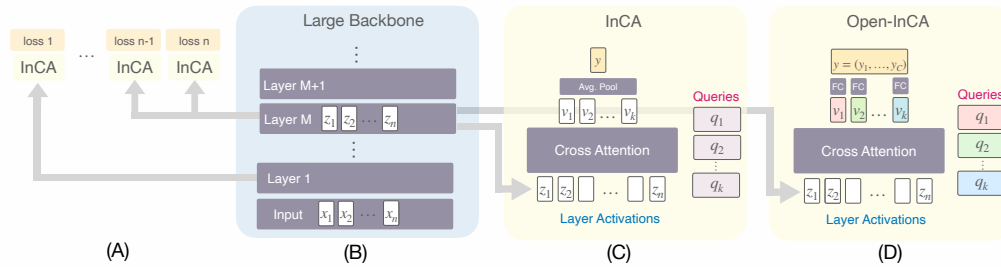 Large Backbone
InCA
Open-InCA
loss 1 ... loss n-1 loss n
InCA InCA InCA
Layer M+1
Layer M z₁ z₂ ... zₙ
Layer 1
Input x₁ x₂ ... xₙ
y
Avg. Pool
v₁ v₂ ... vₖ
Cross Attention
z₁ z₂ ... zₙ
Layer Activations
Queries
q₁
q₂
qₖ
y = (y₁, ..., y_C)
FC FC FC
v₁ v₂ ... vₖ
Cross Attention
z₁ z₂ ... zₙ
Layer Activations
Queries
q₁
q₂
qₖ
(A) (B) (C) (D)